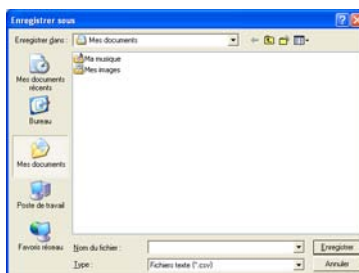 Enregistrer sous
Enregistrer dans :
Mes documents
Ma musique
Mes images
Mes documents
récents
Bureau
Mes documents
Poste de travail
Favoris réseau
Nom du fichier :
Enregistrer
Type :
Fichiers texte (*.csv)
Annuler